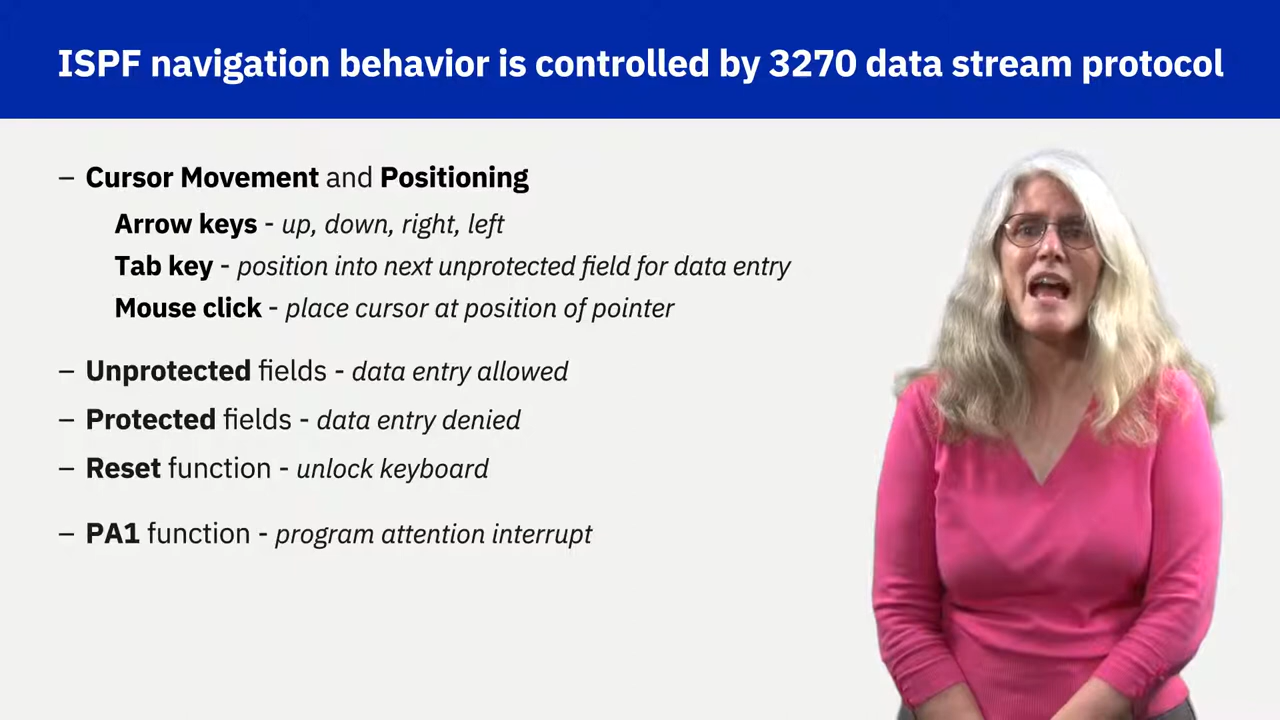 ISPF navigation behavior is controlled by 3270 data stream protocol
– Cursor Movement and Positioning
Arrow keys - up, down, right, left
Tab key - position into next unprotected field for data entry
Mouse click - place cursor at position of pointer
– Unprotected fields - data entry allowed
– Protected fields - data entry denied
– Reset function - unlock keyboard
– PA1 function - program attention interrupt